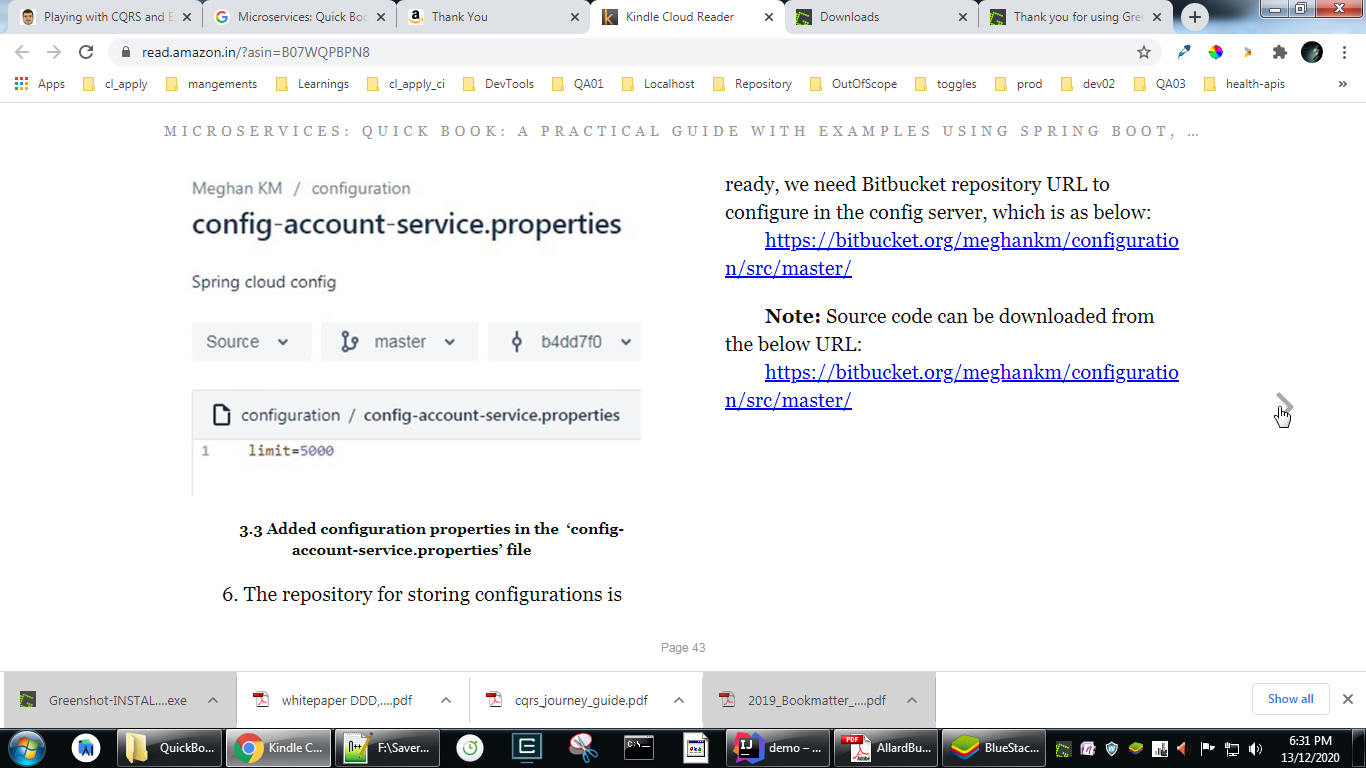 Playing with CQRS and E
Microservices: Quick Boo
Thank You
Kindle Cloud Reader
Downloads
Thank you for using Gre
read.amazon.in/?asin=B07WQPBPN8
Apps
cl_apply
mangements
Learnings
cl_apply_ci
DevTools
QA01
Localhost
Repository
OutOfScope
toggles
prod
dev02
QA03
health-apis
»
MICROSERVICES: QUICK BOOK: A PRACTICAL GUIDE WITH EXAMPLES USING SPRING BOOT, ...
Meghan KM / configuration
config-account-service.properties
Spring cloud config
Source
master
b4dd7f0
configuration / config-account-service.properties
1 limit=5000
3.3 Added configuration properties in the ‘config-
account-service.properties’ file
6. The repository for storing configurations is
ready, we need Bitbucket repository URL to
configure in the config server, which is as below:
https://bitbucket.org/meghankm/configuratio
n/src/master/
Note: Source code can be downloaded from
the below URL:
https://bitbucket.org/meghankm/configuratio
n/src/master/
Page 43
Greenshot-INSTAL....exe
whitepaper DDD,....pdf
cqrs_journey_guide.pdf
2019_Bookmatter_....pdf
Show all
QuickBo...
Kindle C...
F:\Saver...
demo – ...
AllardBu...
BlueStac...
6:31 PM
13/12/2020